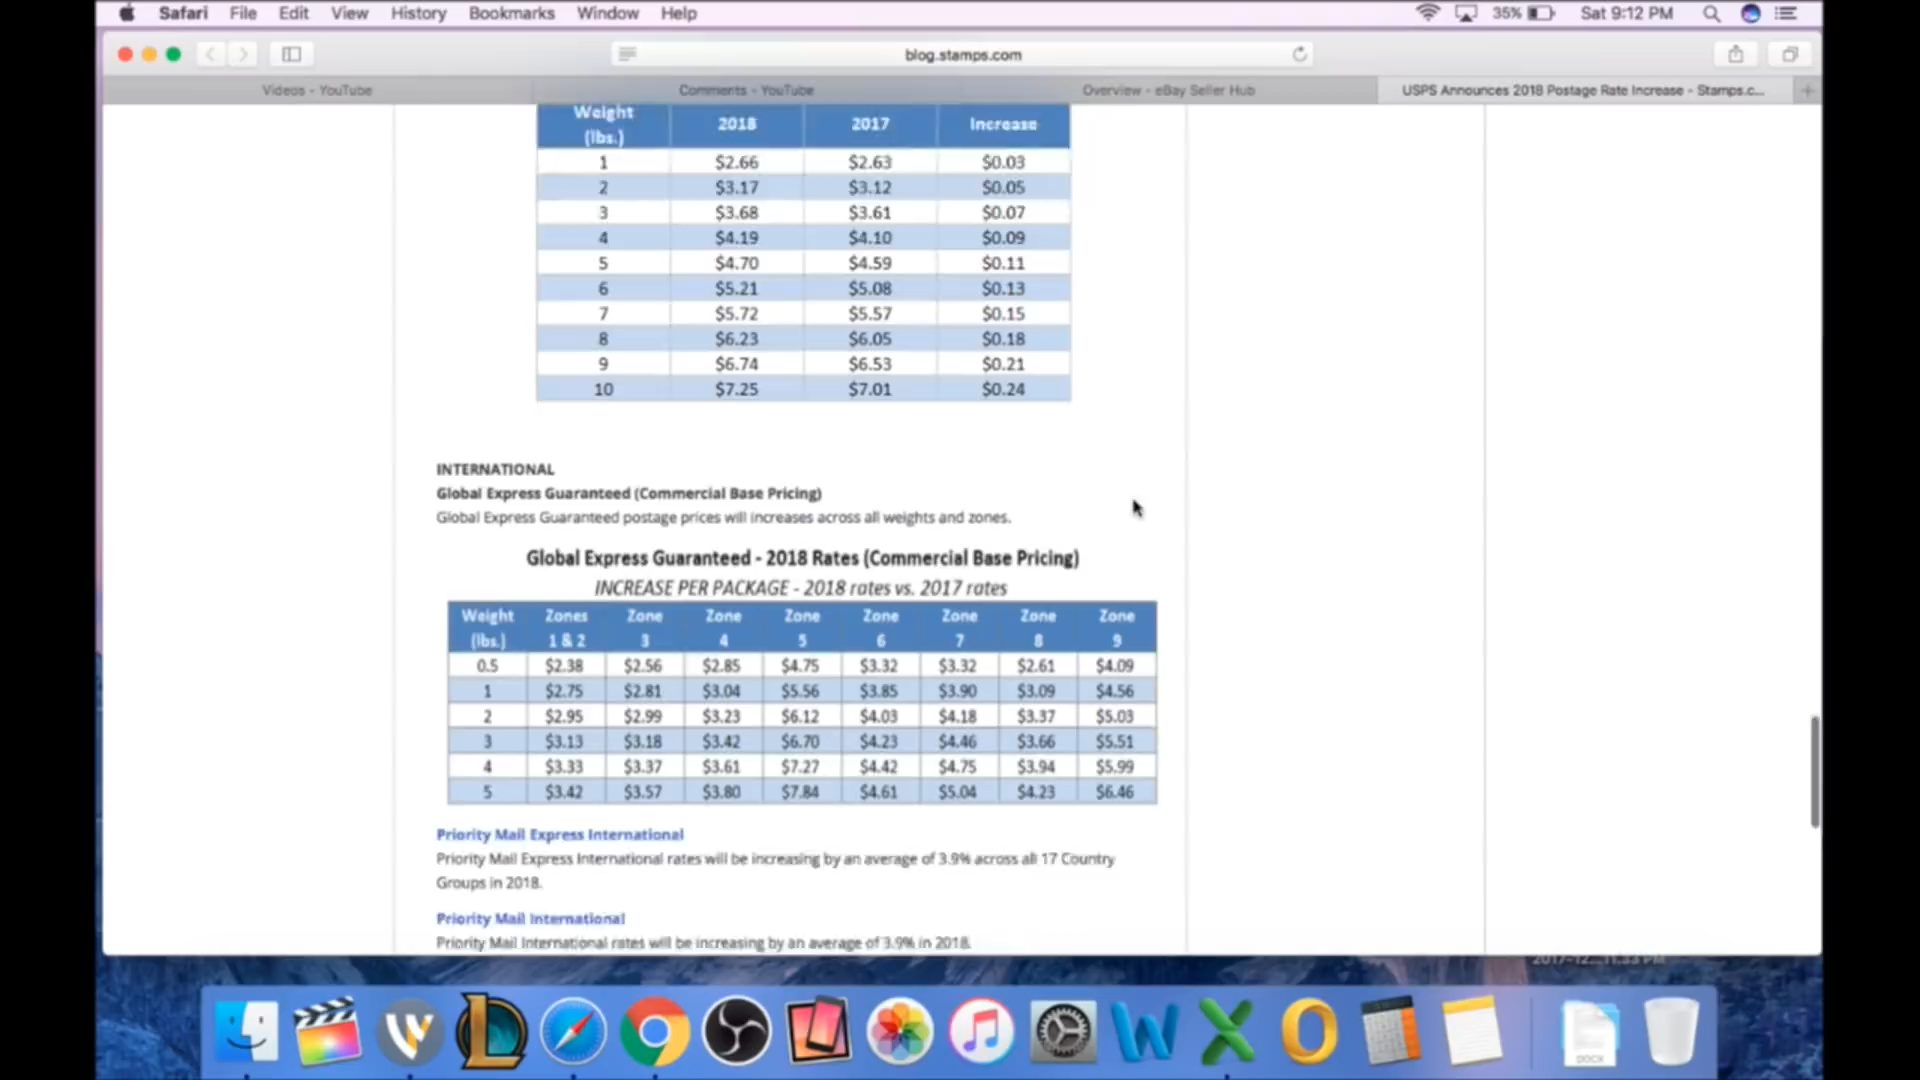 Safari File Edit View History Bookmarks Window Help 35% Sat 9:12 PM
blog.stamps.com
Videos - YouTube Comments - YouTube Overview - eBay Seller Hub USPS Announces 2018 Postage Rate Increase - Stamps.c...
Weight (lbs.) 2018 2017 Increase
1 $2.66 $2.63 $0.03
2 $3.17 $3.12 $0.05
3 $3.68 $3.61 $0.07
4 $4.19 $4.10 $0.09
5 $4.70 $4.59 $0.11
6 $5.21 $5.08 $0.13
7 $5.72 $5.57 $0.15
8 $6.23 $6.05 $0.18
9 $6.74 $6.53 $0.21
10 $7.25 $7.01 $0.24
INTERNATIONAL
Global Express Guaranteed (Commercial Base Pricing)
Global Express Guaranteed postage prices will increases across all weights and zones.
Global Express Guaranteed - 2018 Rates (Commercial Base Pricing)
INCREASE PER PACKAGE - 2018 rates vs. 2017 rates
Weight Zones Zone Zone Zone Zone Zone Zone Zone
(lbs.) 1 & 2 3 4 5 6 7 8 9
0.5 $2.38 $2.56 $2.85 $4.75 $3.32 $3.32 $2.61 $4.09
1 $2.75 $2.81 $3.04 $5.56 $3.85 $3.90 $3.09 $4.56
2 $2.95 $2.99 $3.23 $6.12 $4.03 $4.18 $3.37 $5.03
3 $3.13 $3.18 $3.42 $6.70 $4.23 $4.46 $3.66 $5.51
4 $3.33 $3.37 $3.61 $7.27 $4.42 $4.75 $3.94 $5.99
5 $3.42 $3.57 $3.80 $7.84 $4.61 $5.04 $4.23 $6.46
Priority Mail Express International
Priority Mail Express International rates will be increasing by an average of 3.9% across all 17 Country
Groups in 2018.
Priority Mail International
Priority Mail International rates will be increasing by an average of 3.9% in 2018.
DOCX